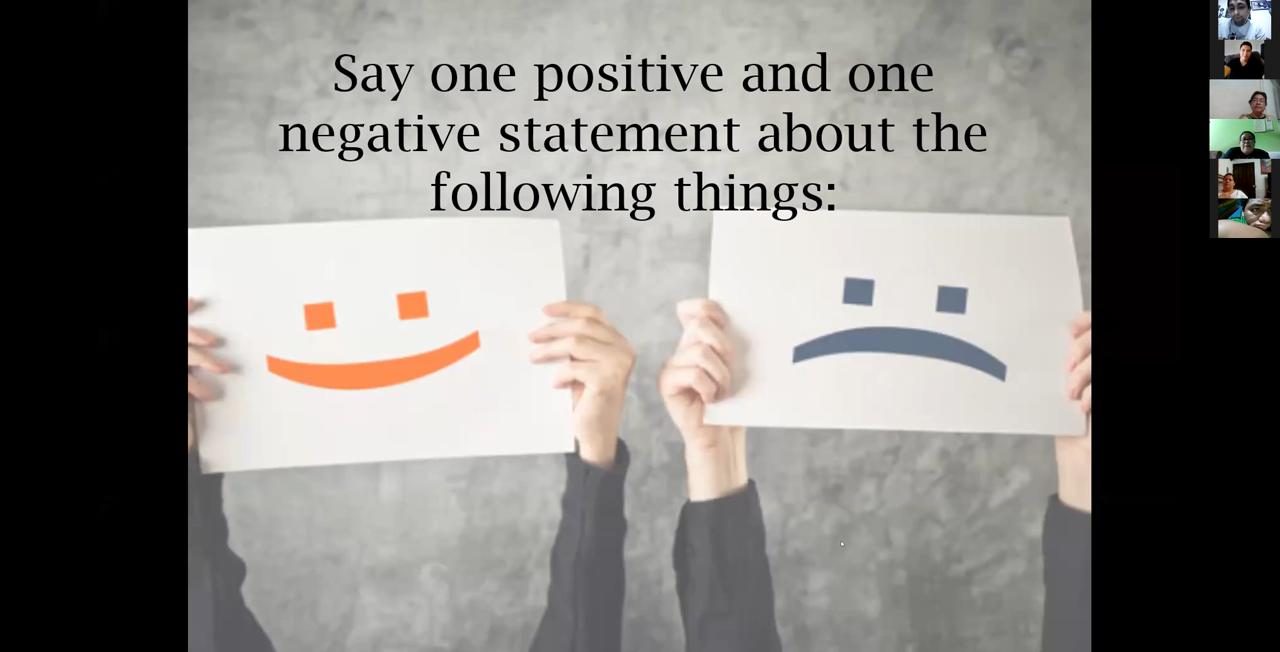 Say one positive and one
negative statement about the
following things: